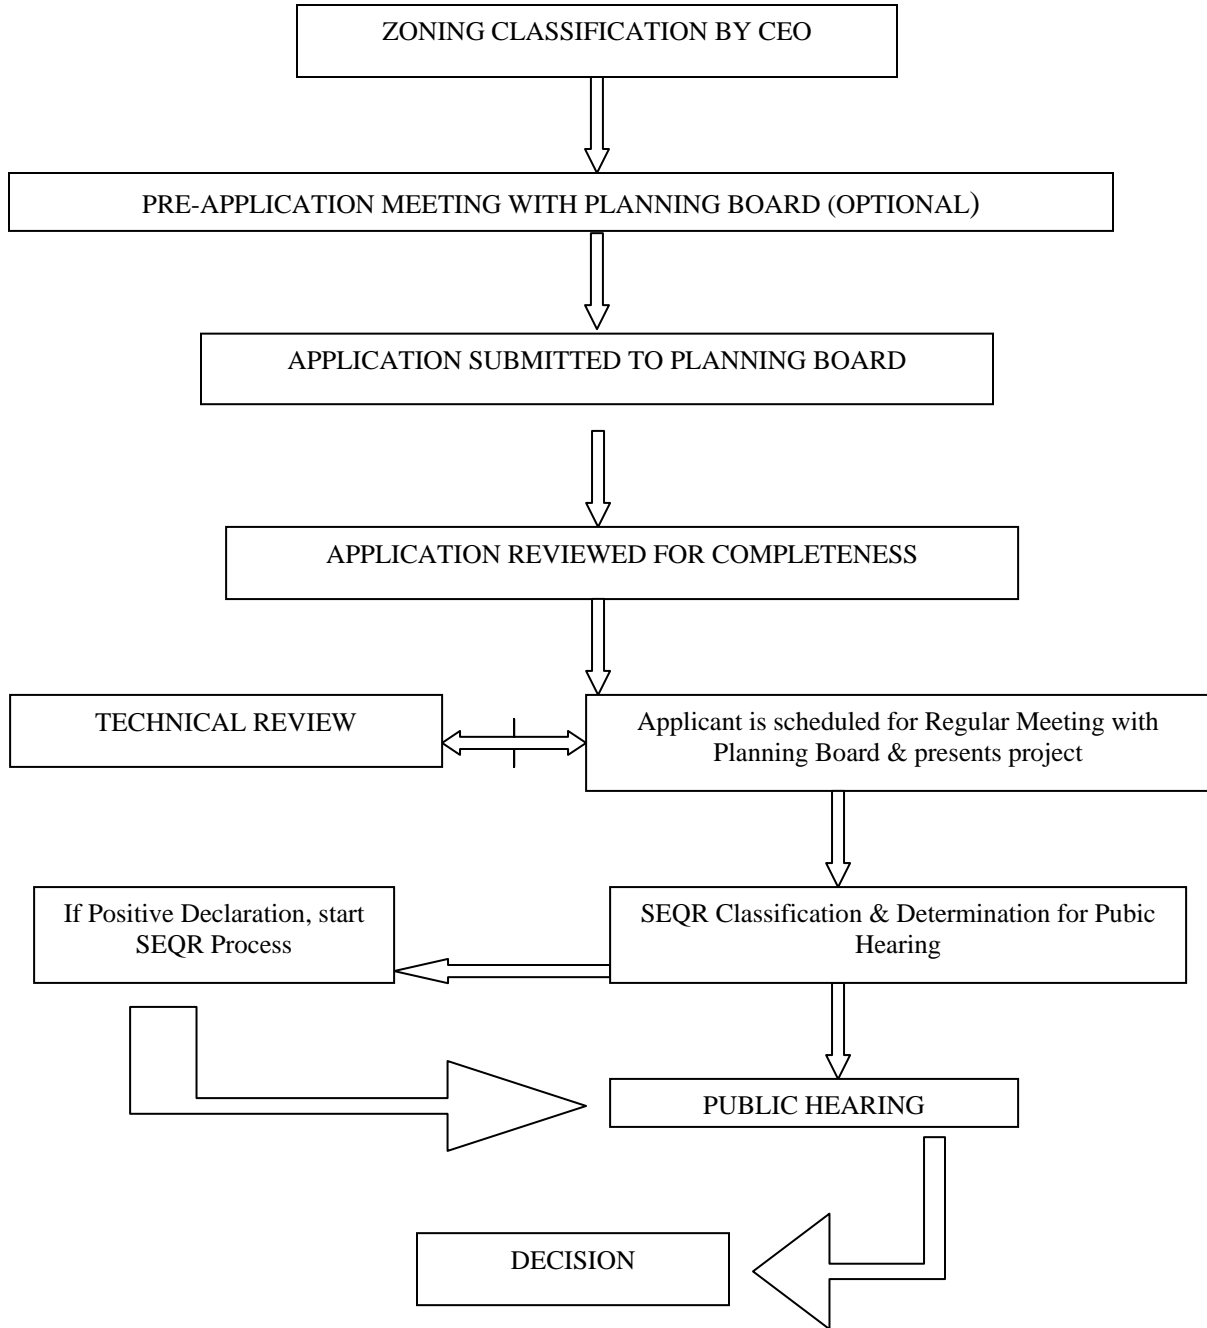 ZONING CLASSIFICATION BY CEO
PRE-APPLICATION MEETING WITH PLANNING BOARD (OPTIONAL)
APPLICATION SUBMITTED TO PLANNING BOARD
APPLICATION REVIEWED FOR COMPLETENESS
TECHNICAL REVIEW
Applicant is scheduled for Regular Meeting with
Planning Board & presents project
If Positive Declaration, start
SEQR Process
SEQR Classification & Determination for Pubic
Hearing
PUBLIC HEARING
DECISION